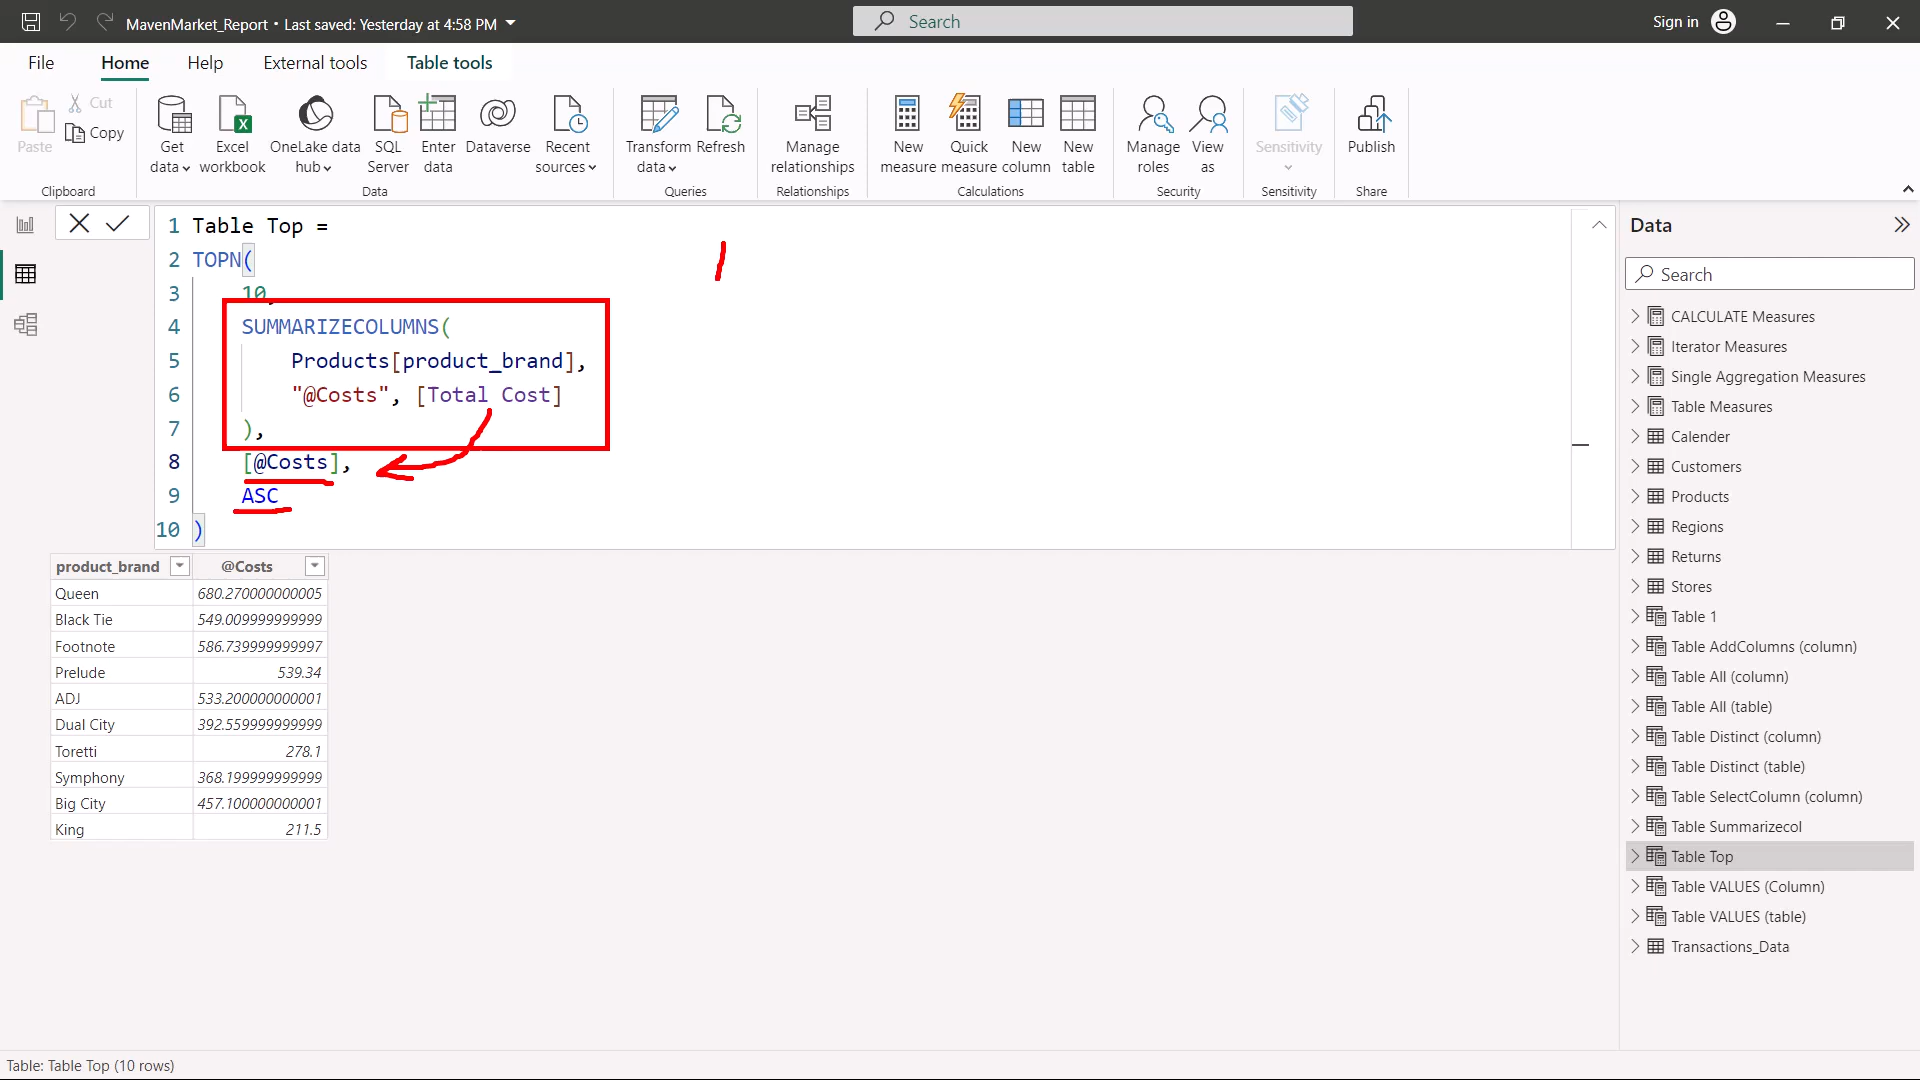 MavenMarket_Report • Last saved: Yesterday at 4:58 PM
Search
Sign in
File
Home
Help
External tools
Table tools
Paste
Cut
Copy
Clipboard
Get data
Excel workbook
OneLake data hub
SQL Server
Enter data
Dataverse
Recent sources
Data
Transform data
Refresh
Queries
Manage relationships
Relationships
New measure
Quick measure
New column
New table
Calculations
Manage roles
View as
Security
Sensitivity
Sensitivity
Publish
Share
1 Table Top =
2 TOPN(
3 10,
4 SUMMARIZECOLUMNS(
5 Products[product_brand],
6 "@Costs", [Total Cost]
7 ),
8 [@Costs],
9 ASC
10 )
product_brand @Costs
Queen 680.270000000005
Black Tie 549.009999999999
Footnote 586.739999999997
Prelude 539.34
ADJ 533.200000000001
Dual City 392.559999999999
Toretti 278.1
Symphony 368.199999999999
Big City 457.100000000001
King 211.5
Data
Search
CALCULATE Measures
Iterator Measures
Single Aggregation Measures
Table Measures
Calender
Customers
Products
Regions
Returns
Stores
Table 1
Table AddColumns (column)
Table All (column)
Table All (table)
Table Distinct (column)
Table Distinct (table)
Table SelectColumn (column)
Table Summarizecol
Table Top
Table VALUES (Column)
Table VALUES (table)
Transactions_Data
Table: Table Top (10 rows)